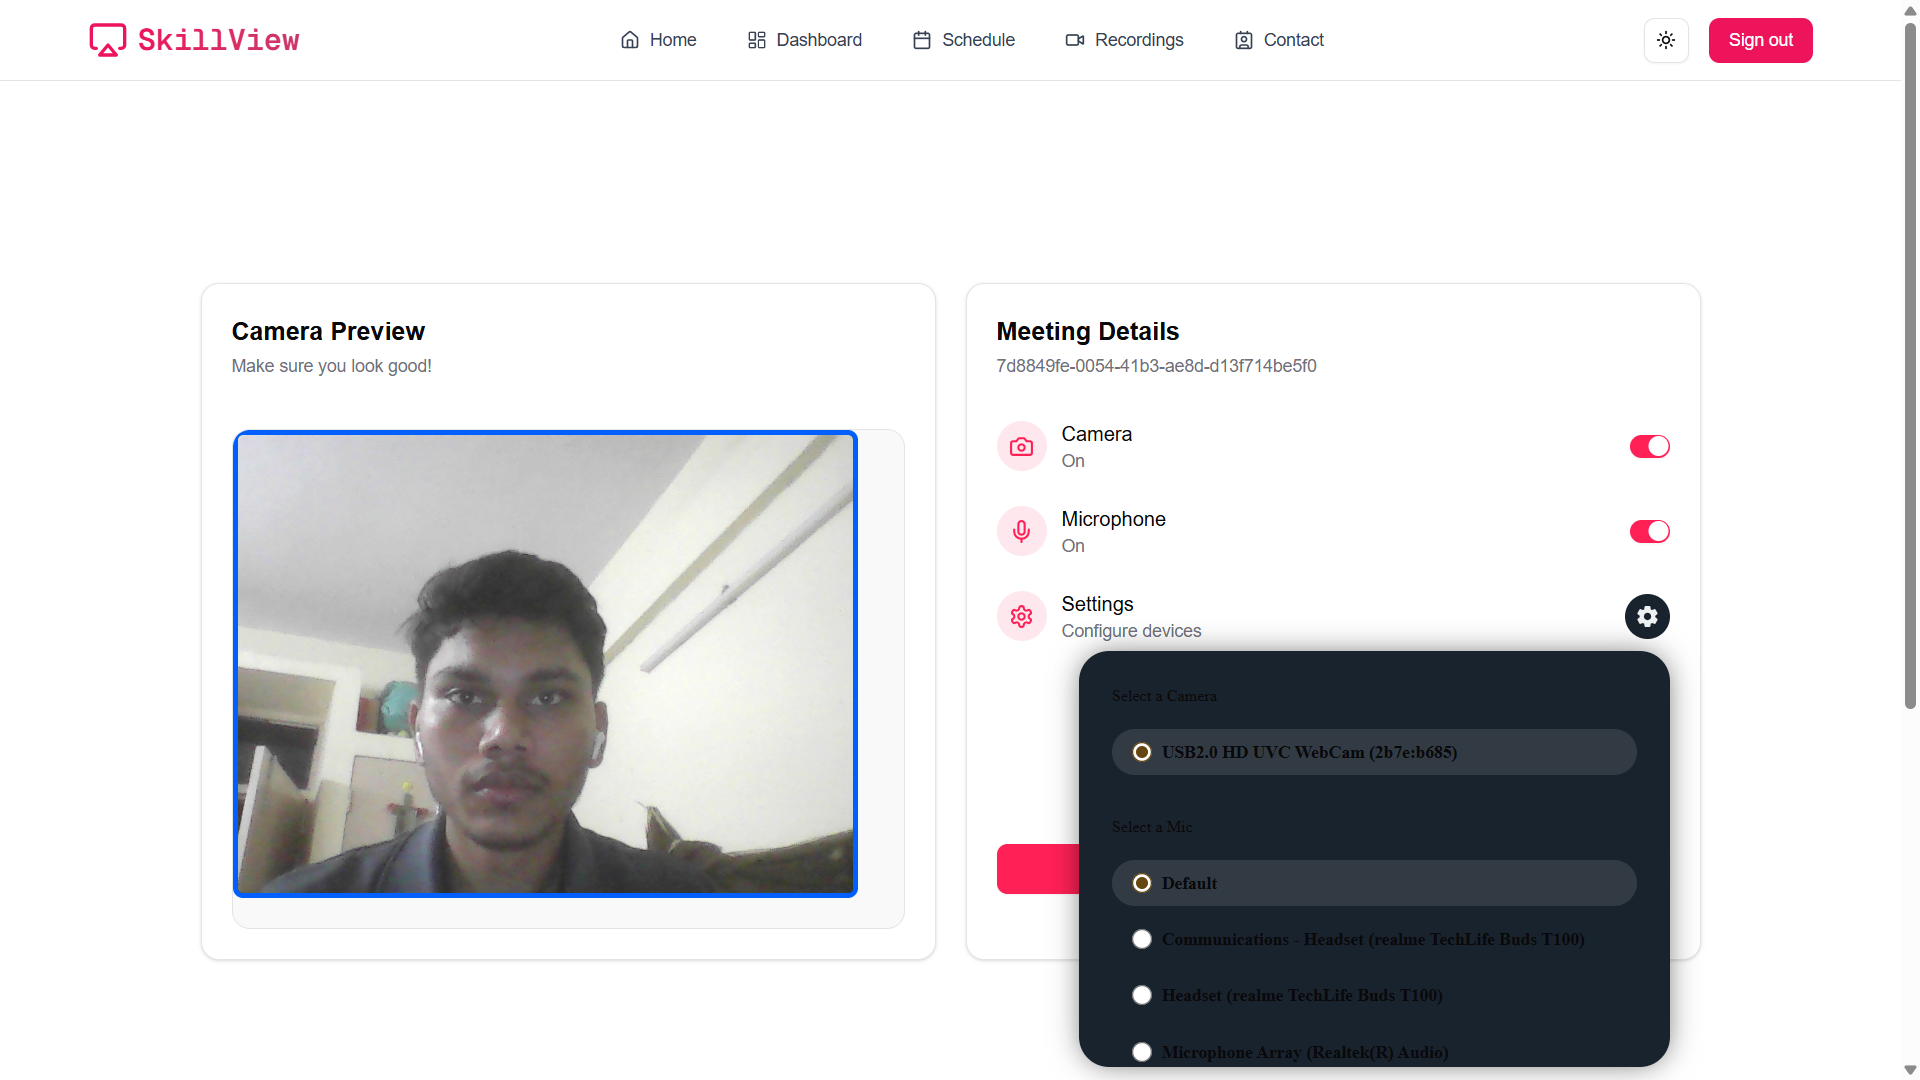 SkillView
Home
Dashboard
Schedule
Recordings
Contact
Sign out
Camera Preview
Make sure you look good!
Meeting Details
7d8849fe-0054-41b3-ae8d-d13f714be5f0
Camera
On
Microphone
On
Settings
Configure devices
Select a Camera
USB2.0 HD UVC WebCam (2b7e:b685)
Select a Mic
Default
Communications - Headset (realme TechLife Buds T100)
Headset (realme TechLife Buds T100)
Microphone Array (Realtek(R) Audio)